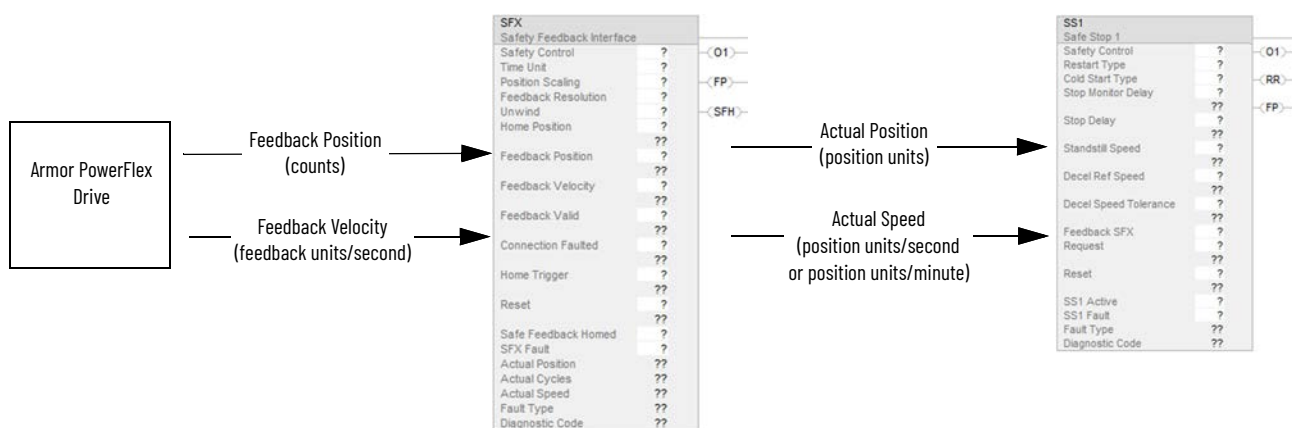 Armor PowerFlex
Drive
Feedback Position
(counts)
Feedback Velocity
(feedback units/second)
SFX
Safety Feedback Interface
Safety Control ?
Time Unit ?
Position Scaling ?
Feedback Resolution ?
Unwind ?
Home Position ?
??
Feedback Position ?
??
Feedback Velocity ?
??
Feedback Valid ?
??
Connection Faulted ?
??
Home Trigger ?
??
Reset ?
??
Safe Feedback Homed ?
SFX Fault ?
Actual Position ??
Actual Cycles ??
Actual Speed ??
Fault Type ??
Diagnostic Code ??
O1
FP
SFH
Actual Position
(position units)
Actual Speed
(position units/second
or position units/minute)
SS1
Safe Stop 1
Safety Control ?
Restart Type ?
Cold Start Type ?
Stop Monitor Delay ?
??
Stop Delay ?
??
Standstill Speed ?
??
Decel Ref Speed ?
??
Decel Speed Tolerance ?
??
Feedback SFX ?
Request ?
??
Reset ?
??
SS1 Active ?
SS1 Fault ?
Fault Type ??
Diagnostic Code ??
O1
RR
FP